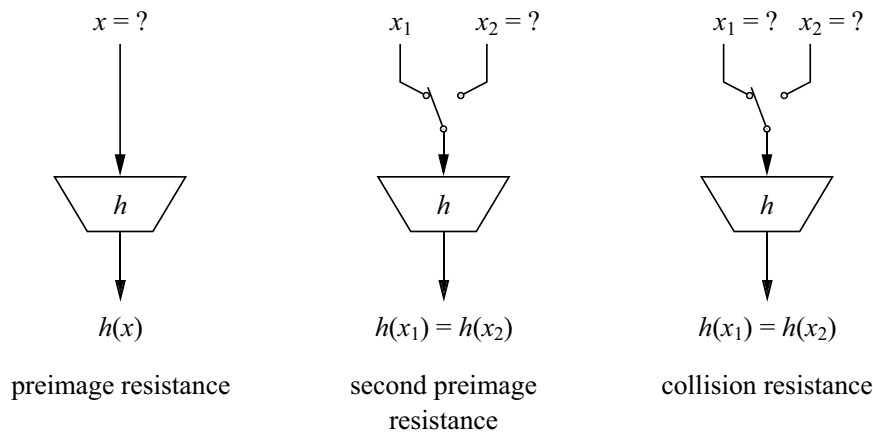 x = ?
x₁
x₂ = ?
x₁ = ?
x₂ = ?
h
h
h
h(x)
h(x₁) = h(x₂)
h(x₁) = h(x₂)
preimage resistance
second preimage
resistance
collision resistance